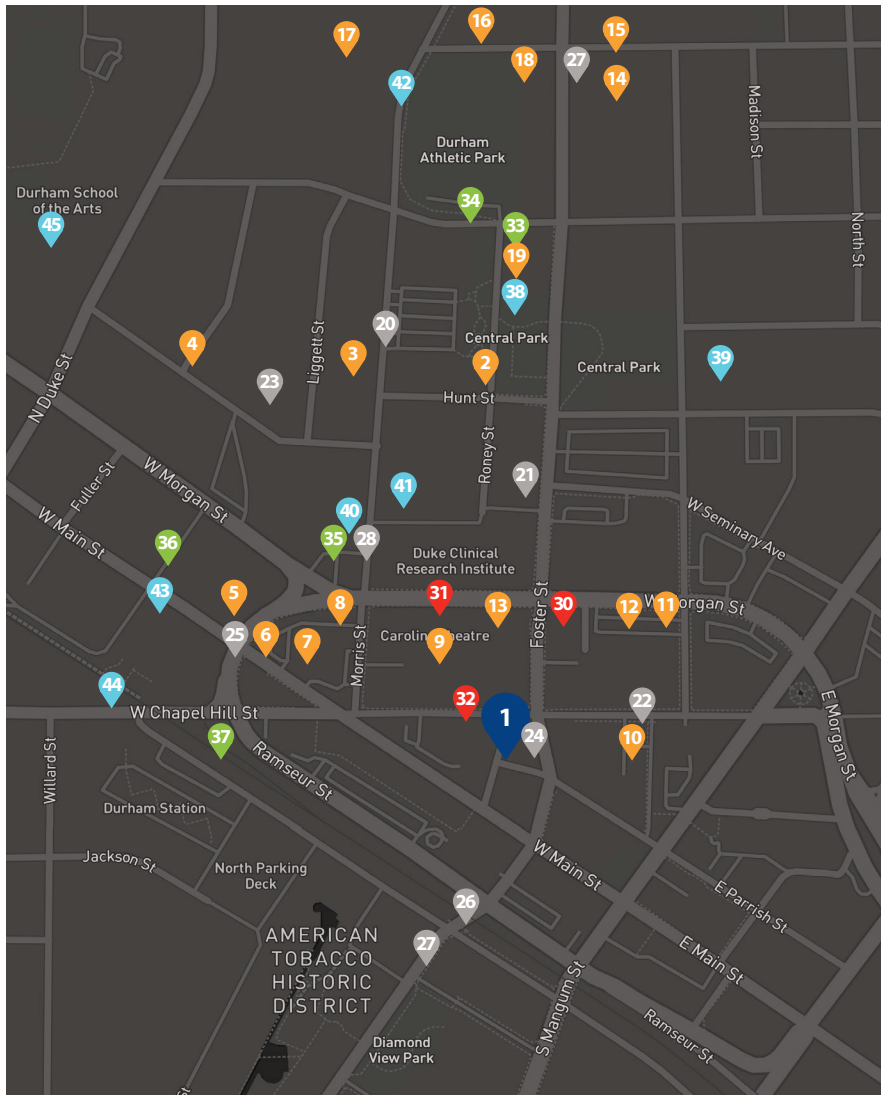 16
15
17
18
27
14
42
Madison St
Durham
Athletic Park
Durham School
of the Arts
34
45
33
North St
19
38
20
Central Park
4
3
2
39
Central Park
23
Liggett St
N Duke St
Hunt St
Roney St
21
W Morgan St
Fuller St
41
40
W Main St
W Seminary Ave
36
35
28
Duke Clinical
Research Institute
43
5
8
31
13
30
12
11
W Morgan St
Foster St
25
6
7
Morris St
Carolina Theatre
9
44
32
22
W Chapel Hill St
1
E Morgan St
37
24
10
Willard St
Ramseur St
Durham Station
Jackson St
North Parking
Deck
W Main St
E Parrish St
26
AMERICAN
TOBACCO
HISTORIC
DISTRICT
27
E Main St
S Mangum St
Ramseur St
Diamond
View Park
St